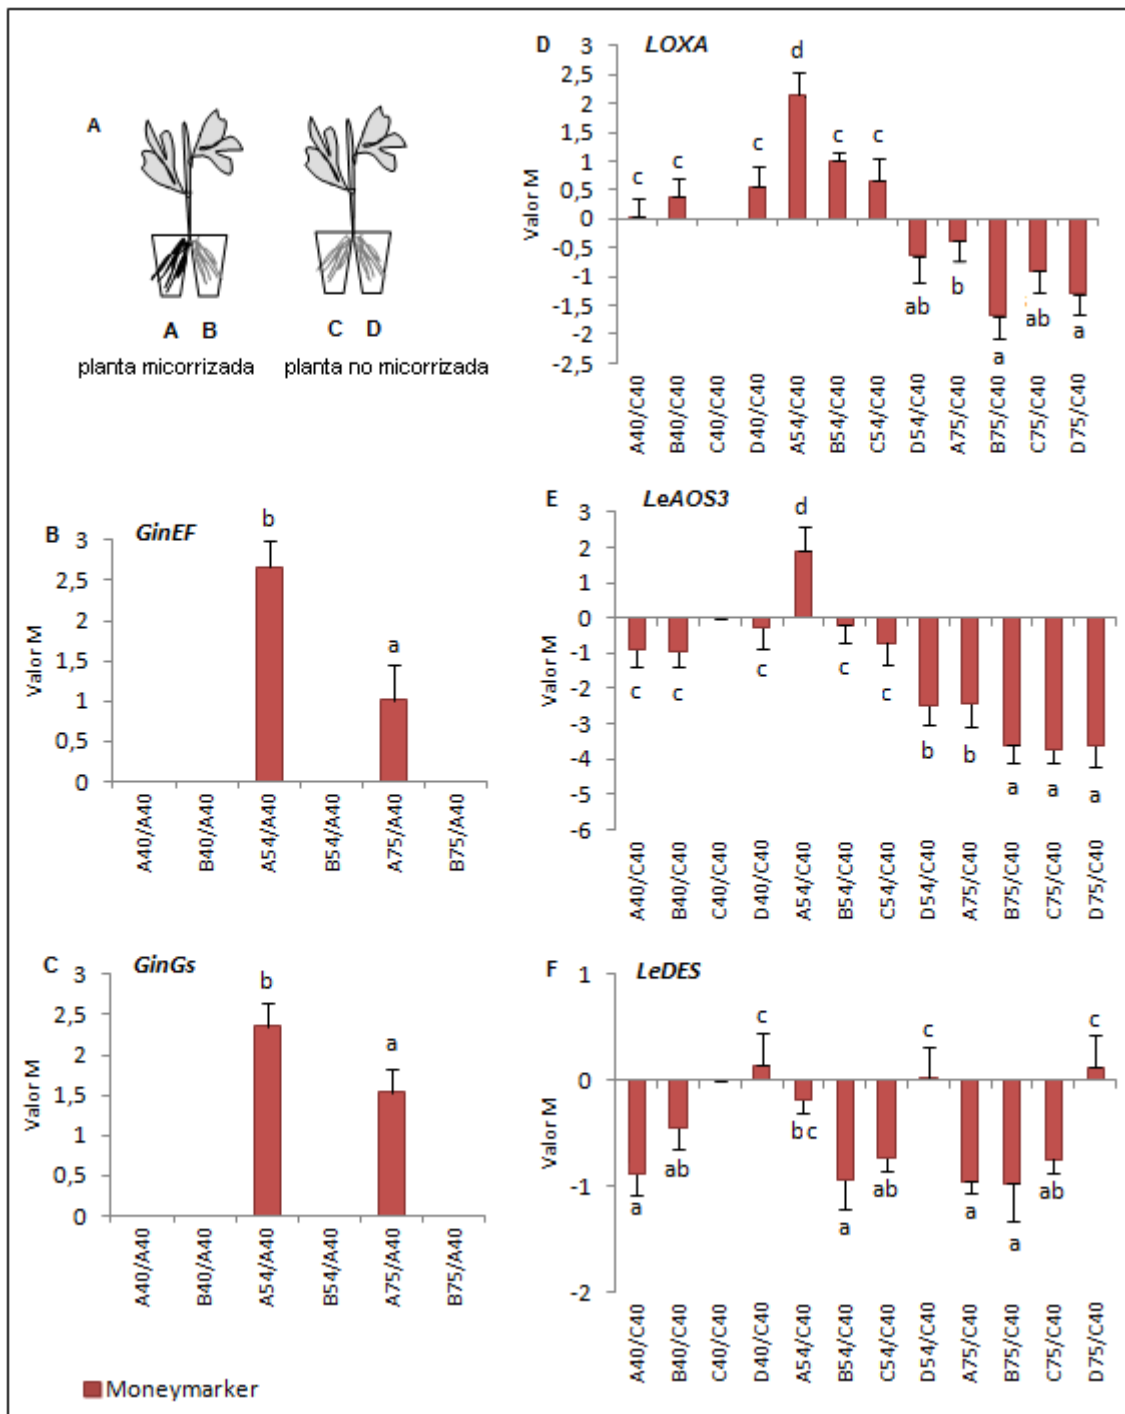 A
A B
planta micorrizada
C D
planta no micorrizada
B GinEF
Valor M
3
2,5
2
1,5
1
0,5
0
b
a
A40/A40
B40/A40
A54/A40
B54/A40
A75/A40
B75/A40
C GinGs
Valor M
3
2,5
2
1,5
1
0,5
0
b
a
A40/A40
B40/A40
A54/A40
B54/A40
A75/A40
B75/A40
Moneymarker
D LOXA
Valor M
3
2,5
2
1,5
1
0,5
0
-0,5
-1
-1,5
-2
-2,5
c
c
c
d
c
c
ab
b
a
ab
a
A40/C40
B40/C40
C40/C40
D40/C40
A54/C40
B54/C40
C54/C40
D54/C40
A75/C40
B75/C40
C75/C40
D75/C40
E LeAOS3
Valor M
3
2
1
0
-1
-2
-3
-4
-5
-6
c
c
c
d
c
c
b
b
a
a
a
A40/C40
B40/C40
C40/C40
D40/C40
A54/C40
B54/C40
C54/C40
D54/C40
A75/C40
B75/C40
C75/C40
D75/C40
F LeDES
Valor M
1
0
-1
-2
a
ab
c
bc
a
ab
c
a
a
ab
c
A40/C40
B40/C40
C40/C40
D40/C40
A54/C40
B54/C40
C54/C40
D54/C40
A75/C40
B75/C40
C75/C40
D75/C40